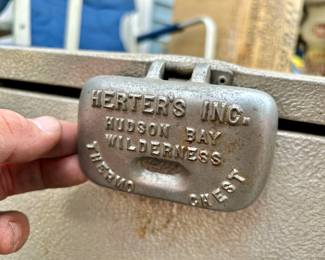 HERTER'S INC.
HUDSON BAY
WILDERNESS
THERMO CHEST